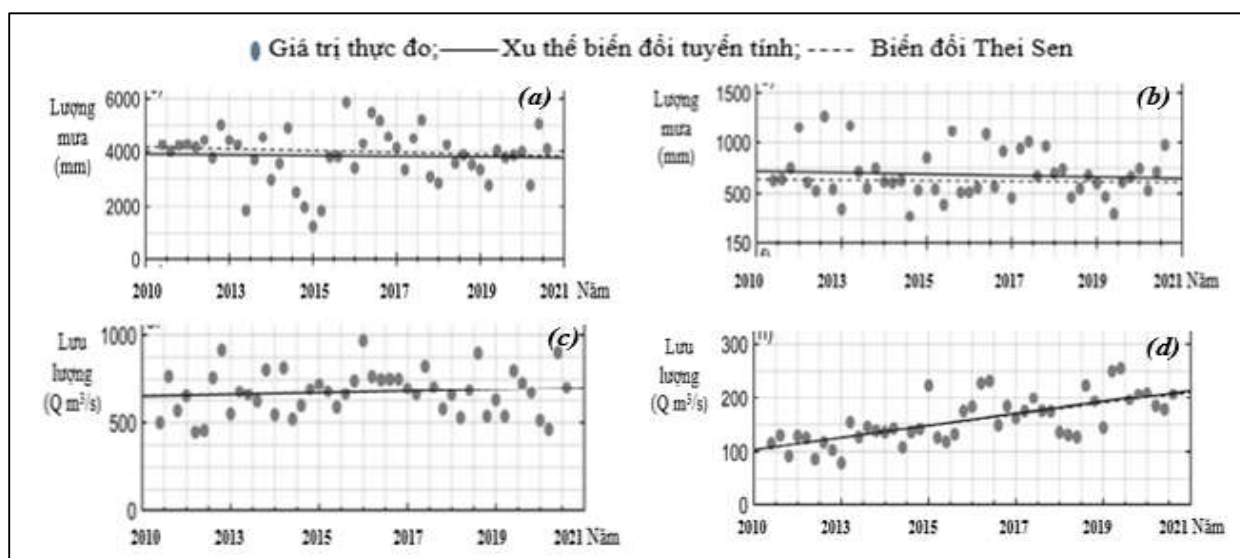 Giá trị thực đo; Xu thế biến đổi tuyến tính; Biến đổi Thei Sen
Lượng mưa (mm)
(a)
6000
4000
2000
0
2010 2013 2015 2017 2019 2021 Năm
Lượng mưa (mm)
(b)
1500
1000
500
150
2010 2013 2015 2017 2019 2021 Năm
Lưu lượng (Q m³/s)
(c)
1000
500
0
2010 2013 2015 2017 2019 2021 Năm
Lưu lượng (Q m³/s)
(d)
300
200
100
0
2010 2013 2015 2017 2019 2021 Năm